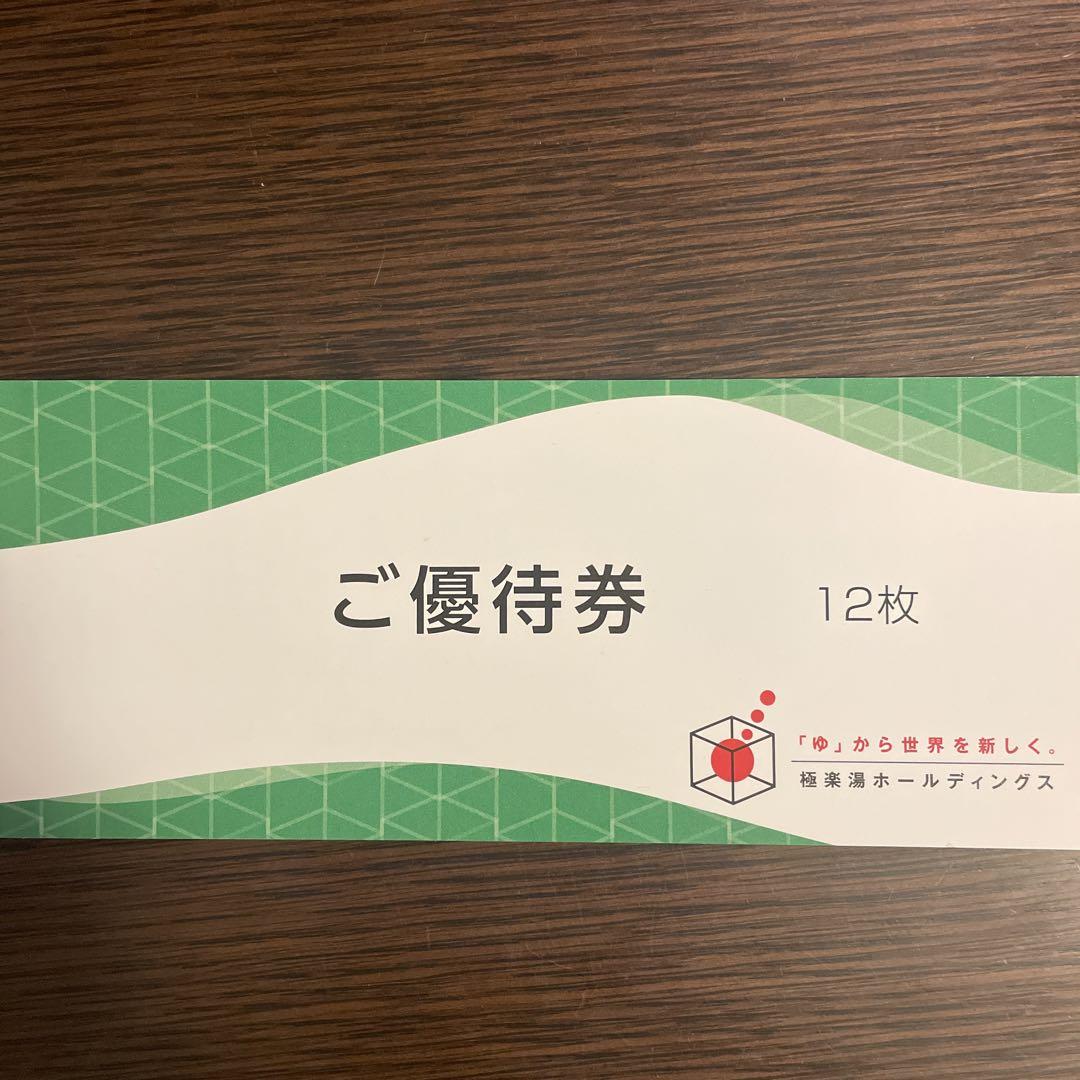 ご優待券
12枚
「ゆ」から世界を新しく。
極楽湯ホールディングス